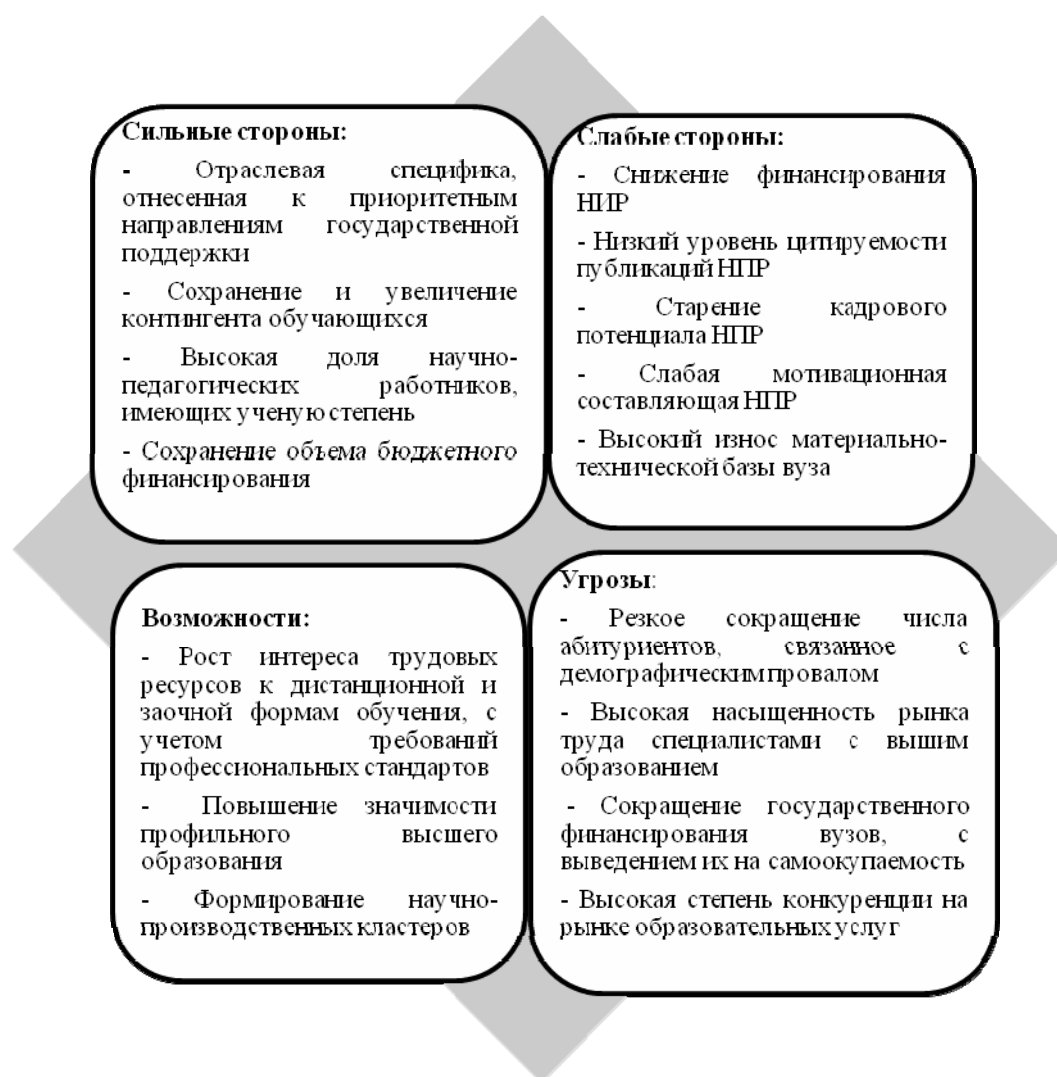 Сильные стороны:
- Отраслевая специфика,
отнесенная к приоритетным
направлениям государственной
поддержки
- Сохранение и увеличение
контингента обучающихся
- Высокая доля научно-
педагогических работников,
имеющих ученую степень
- Сохранение объема бюджетного
финансирования
Слабые стороны:
- Снижение финансирования
НИР
- Низкий уровень цитируемости
публикаций НПР
- Старение кадрового
потенциала НПР
- Слабая мотивационная
составляющая НПР
- Высокий износ материально-
технической базы вуза
Возможности:
- Рост интереса трудовых
ресурсов к дистанционной и
заочной формам обучения, с
учетом требований
профессиональных стандартов
- Повышение значимости
профильного высшего
образования
- Формирование научно-
производственных кластеров
Угрозы:
- Резкое сокращение числа
абитуриентов, связанное с
демографическим провалом
- Высокая насыщенность рынка
труда специалистами с вышим
образованием
- Сокращение государственного
финансирования вузов, с
выведением их на самоокупаемость
- Высокая степень конкуренции на
рынке образовательных услуг